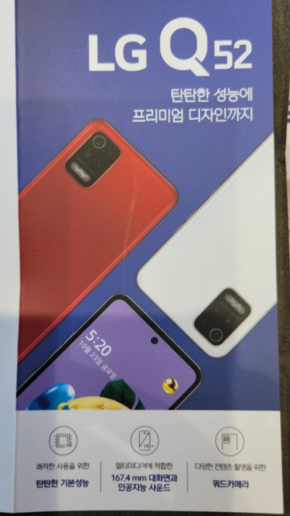 LG Q52
탄탄한 성능에
프리미엄 디자인까지
5:20
10월 23일 금요일
쾌적한 사용을 위한
탄탄한 기본성능
멀티미디어에 적합한
167.4 mm 대화면과
인공지능 사운드
다양한 컨텐츠 촬영을 위한
쿼드카메라